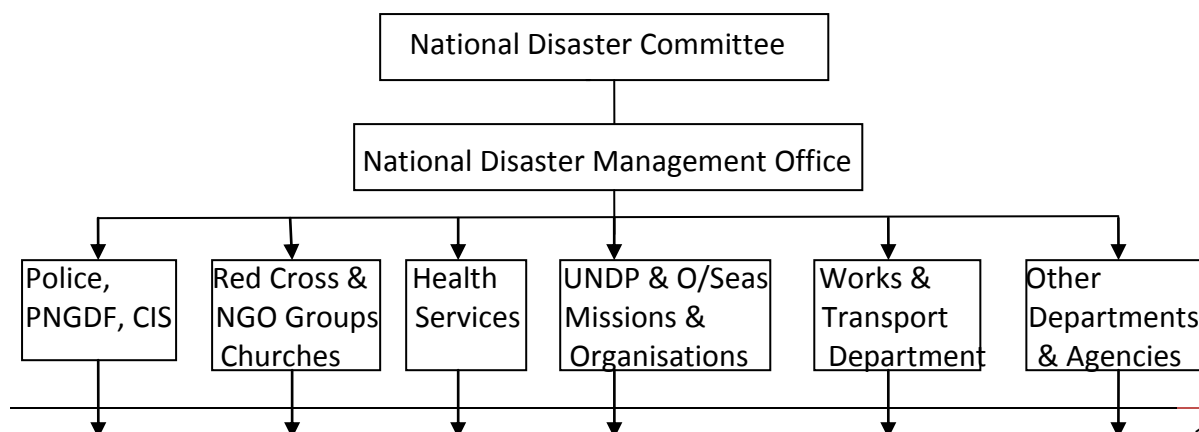 National Disaster Committee
National Disaster Management Office
Police,
PNGDF, CIS
Red Cross &
NGO Groups
Churches
Health
Services
UNDP & O/Seas
Missions &
Organisations
Works &
Transport
Department
Other
Departments
& Agencies